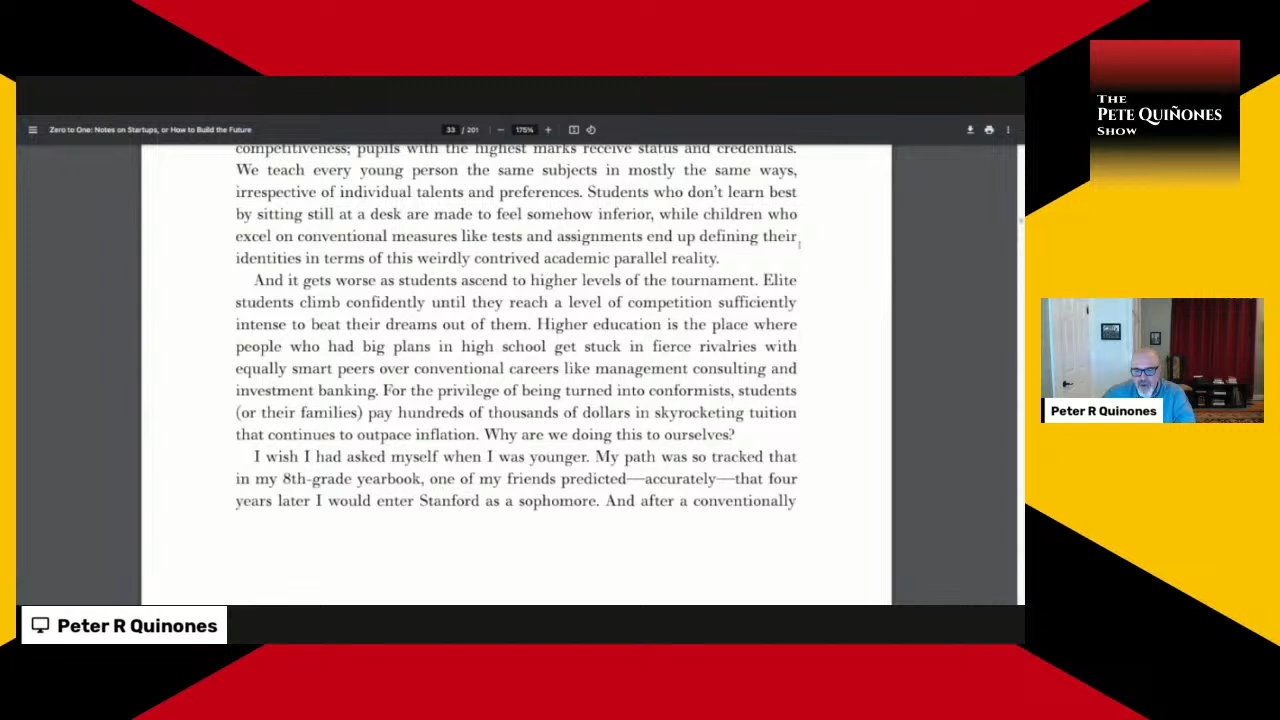 THE
PETE QUIÑONES
SHOW
Zero to One: Notes on Startups, or How to Build the Future
33 / 201
175%
competitiveness; pupils with the highest marks receive status and credentials.
We teach every young person the same subjects in mostly the same ways,
irrespective of individual talents and preferences. Students who don't learn best
by sitting still at a desk are made to feel somehow inferior, while children who
excel on conventional measures like tests and assignments end up defining their
identities in terms of this weirdly contrived academic parallel reality.
And it gets worse as students ascend to higher levels of the tournament. Elite
students climb confidently until they reach a level of competition sufficiently
intense to beat their dreams out of them. Higher education is the place where
people who had big plans in high school get stuck in fierce rivalries with
equally smart peers over conventional careers like management consulting and
investment banking. For the privilege of being turned into conformists, students
(or their families) pay hundreds of thousands of dollars in skyrocketing tuition
that continues to outpace inflation. Why are we doing this to ourselves?
I wish I had asked myself when I was younger. My path was so tracked that
in my 8th-grade yearbook, one of my friends predicted—accurately—that four
years later I would enter Stanford as a sophomore. And after a conventionally
Peter R Quinones
Peter R Quinones